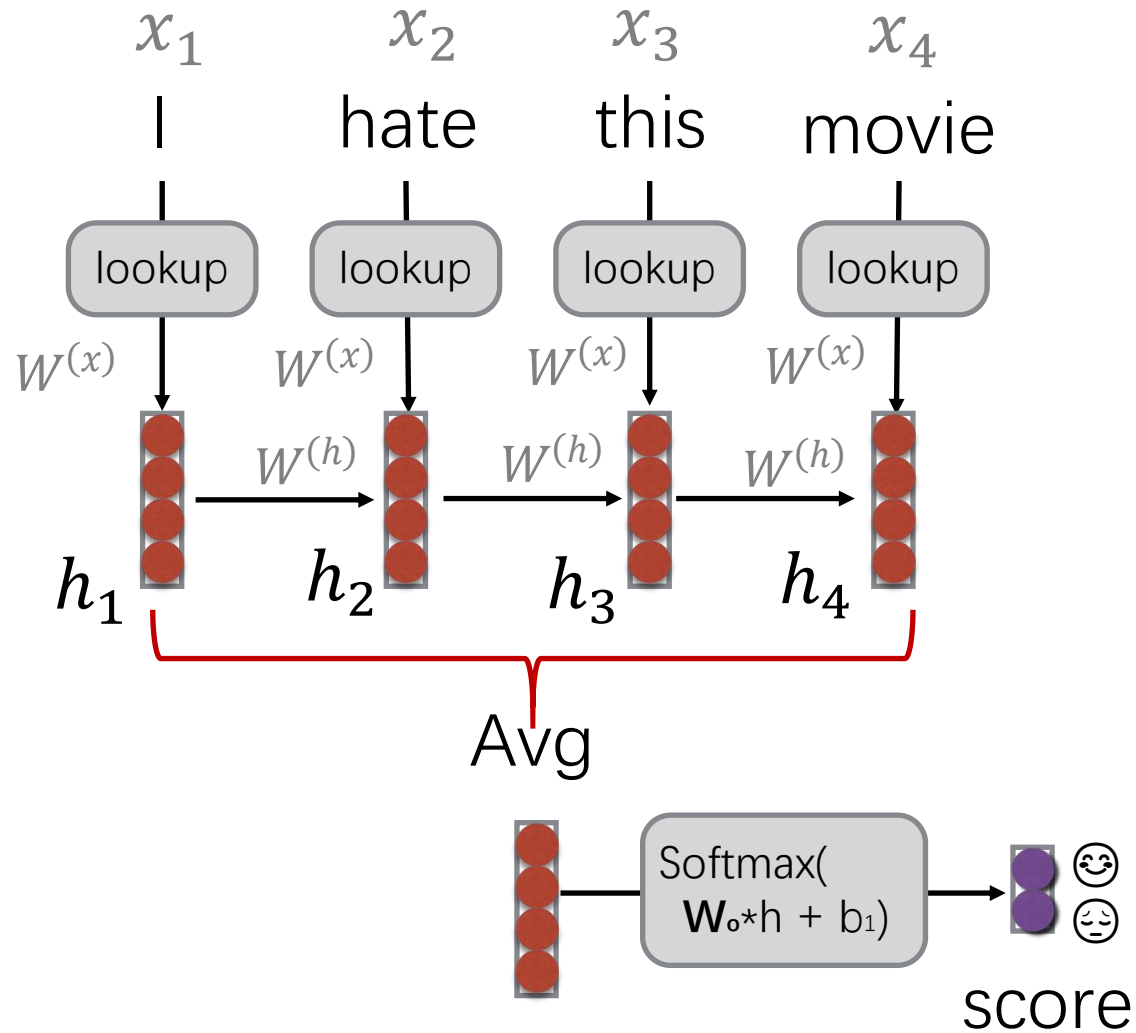 x₁ x₂ x₃ x₄
I hate this movie
lookup lookup lookup lookup
W⁽ˣ⁾ W⁽ˣ⁾ W⁽ˣ⁾ W⁽ˣ⁾
W⁽ʰ⁾ W⁽ʰ⁾ W⁽ʰ⁾
h₁ h₂ h₃ h₄
Avg
Softmax(
Wₒ*h + b₁)
score